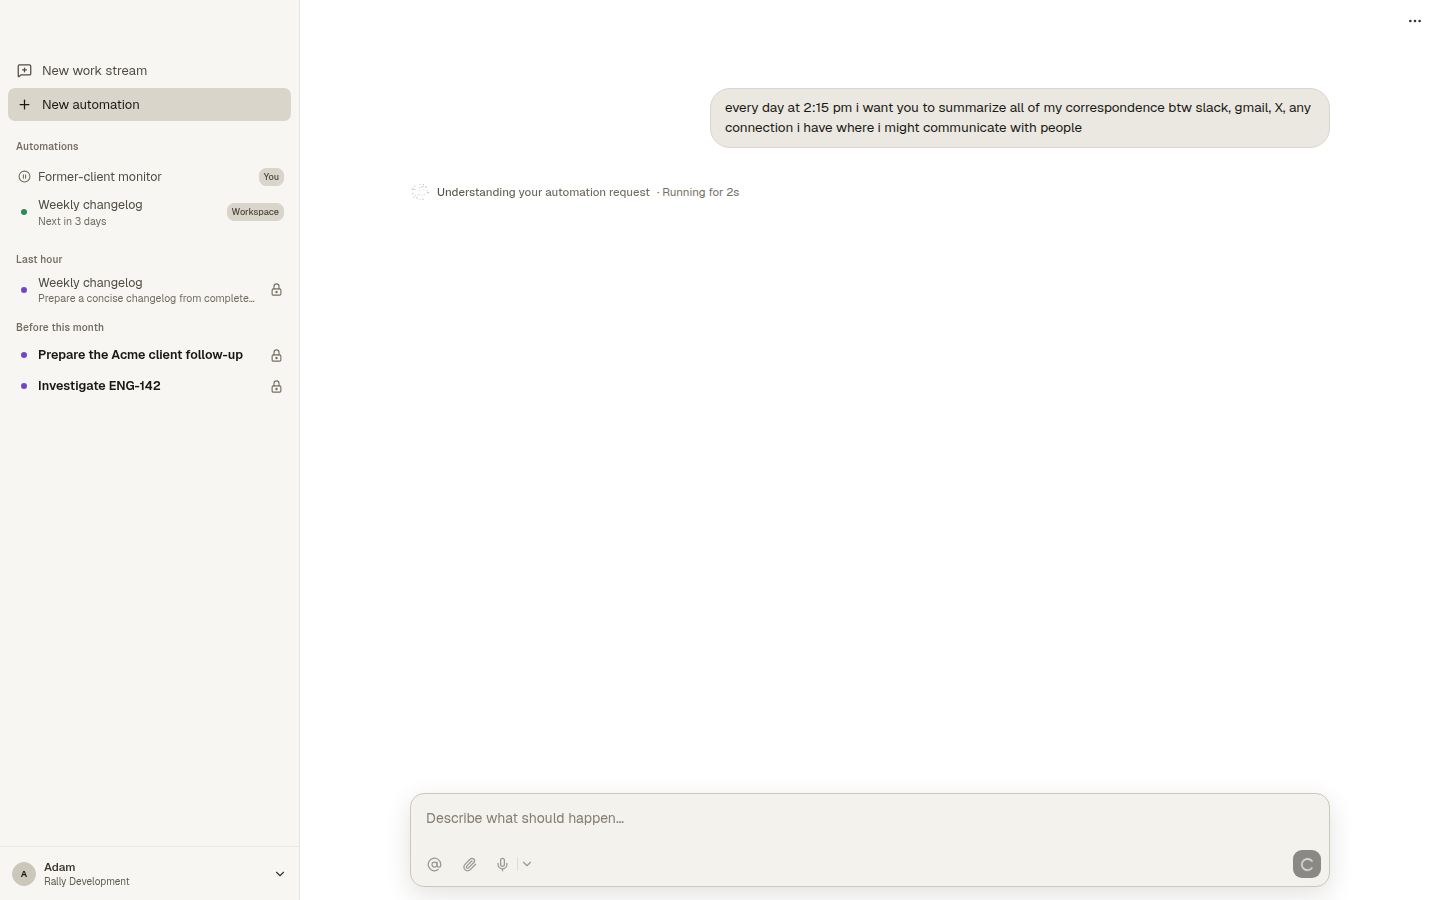 New work stream
New automation
Automations
Former-client monitor
You
Weekly changelog
Next in 3 days
Workspace
Last hour
Weekly changelog
Prepare a concise changelog from complete…
Before this month
Prepare the Acme client follow-up
Investigate ENG-142
A
Adam
Rally Development
every day at 2:15 pm i want you to summarize all of my correspondence btw slack, gmail, X, any
connection i have where i might communicate with people
Understanding your automation request · Running for 2s
Describe what should happen…